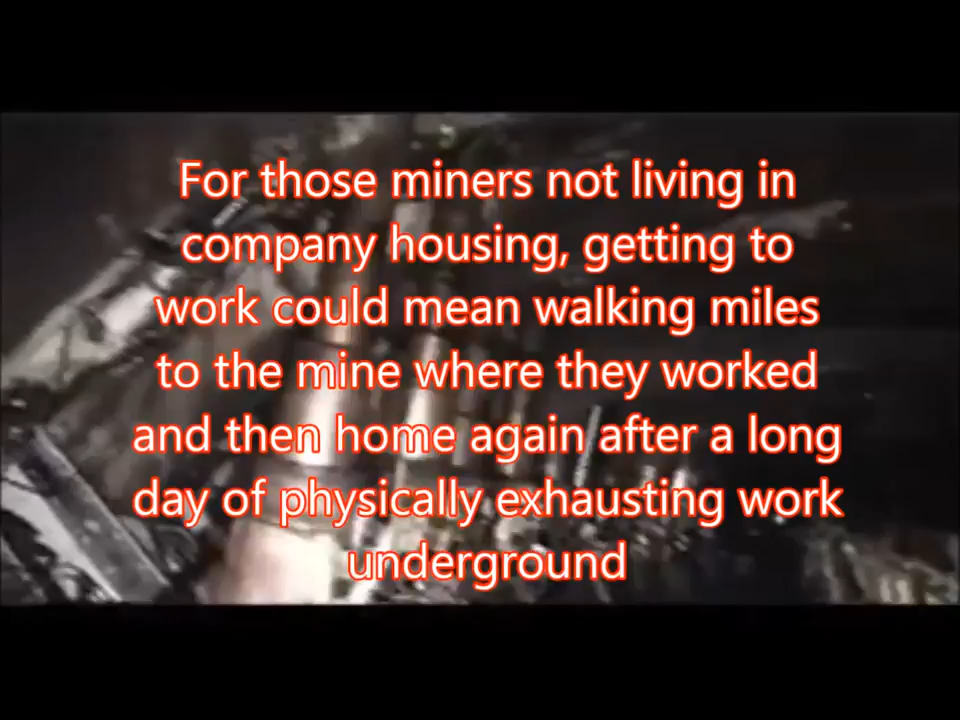 For those miners not living in
company housing, getting to
work could mean walking miles
to the mine where they worked
and then home again after a long
day of physically exhausting work
underground